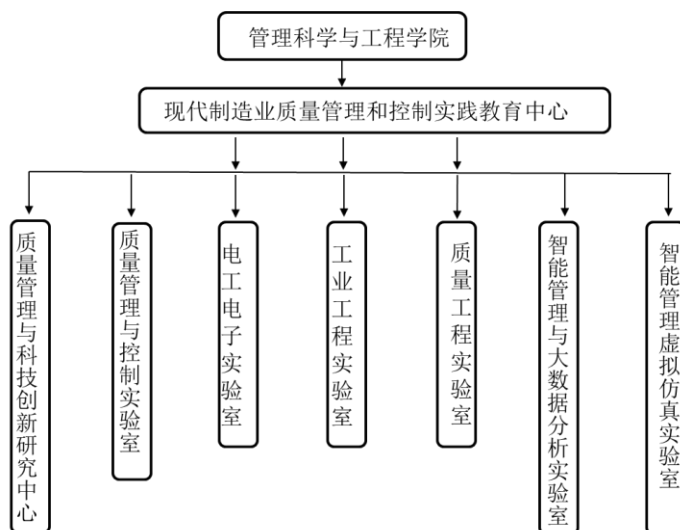 管理科学与工程学院
现代制造业质量管理和控制实践教育中心
质量管理与科技创新研究中心
质量管理与控制实验室
电工电子实验室
工业工程实验室
质量工程实验室
智能管理与大数据分析实验室
智能管理虚拟仿真实验室